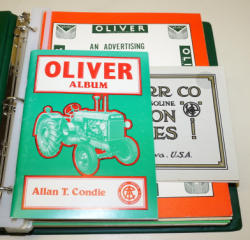 OLIVER
AN ADVERTISING
OLIVER
ALBUM
RR CO
GASOLINE
ON
ES
Allan T. Condie
U.S.A.